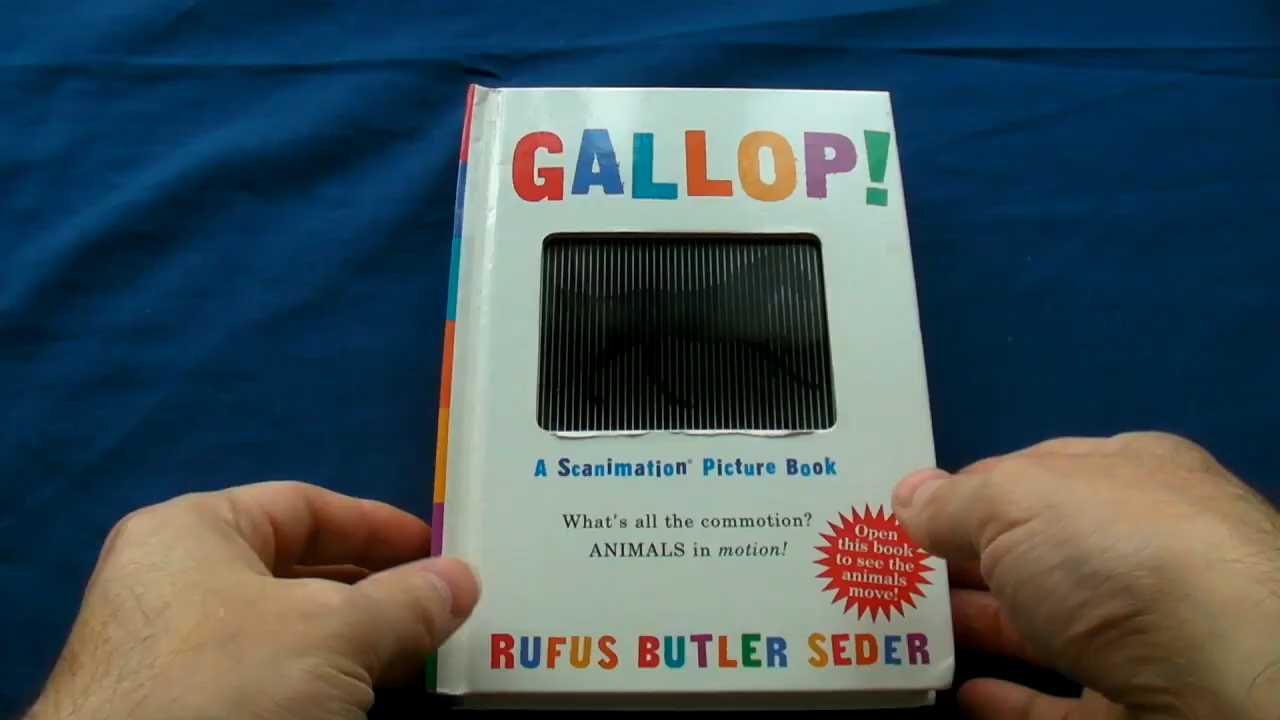 GALLOP!
A Scanimation® Picture Book
What's all the commotion?
ANIMALS in motion!
Open
this book
to see the
animals
move!
RUFUS BUTLER SEDER